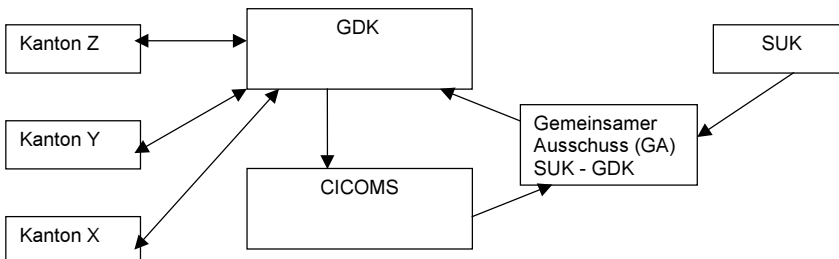 Kanton Z
GDK
SUK
Kanton Y
Gemeinsamer
Ausschuss (GA)
SUK - GDK
CICOMS
Kanton X